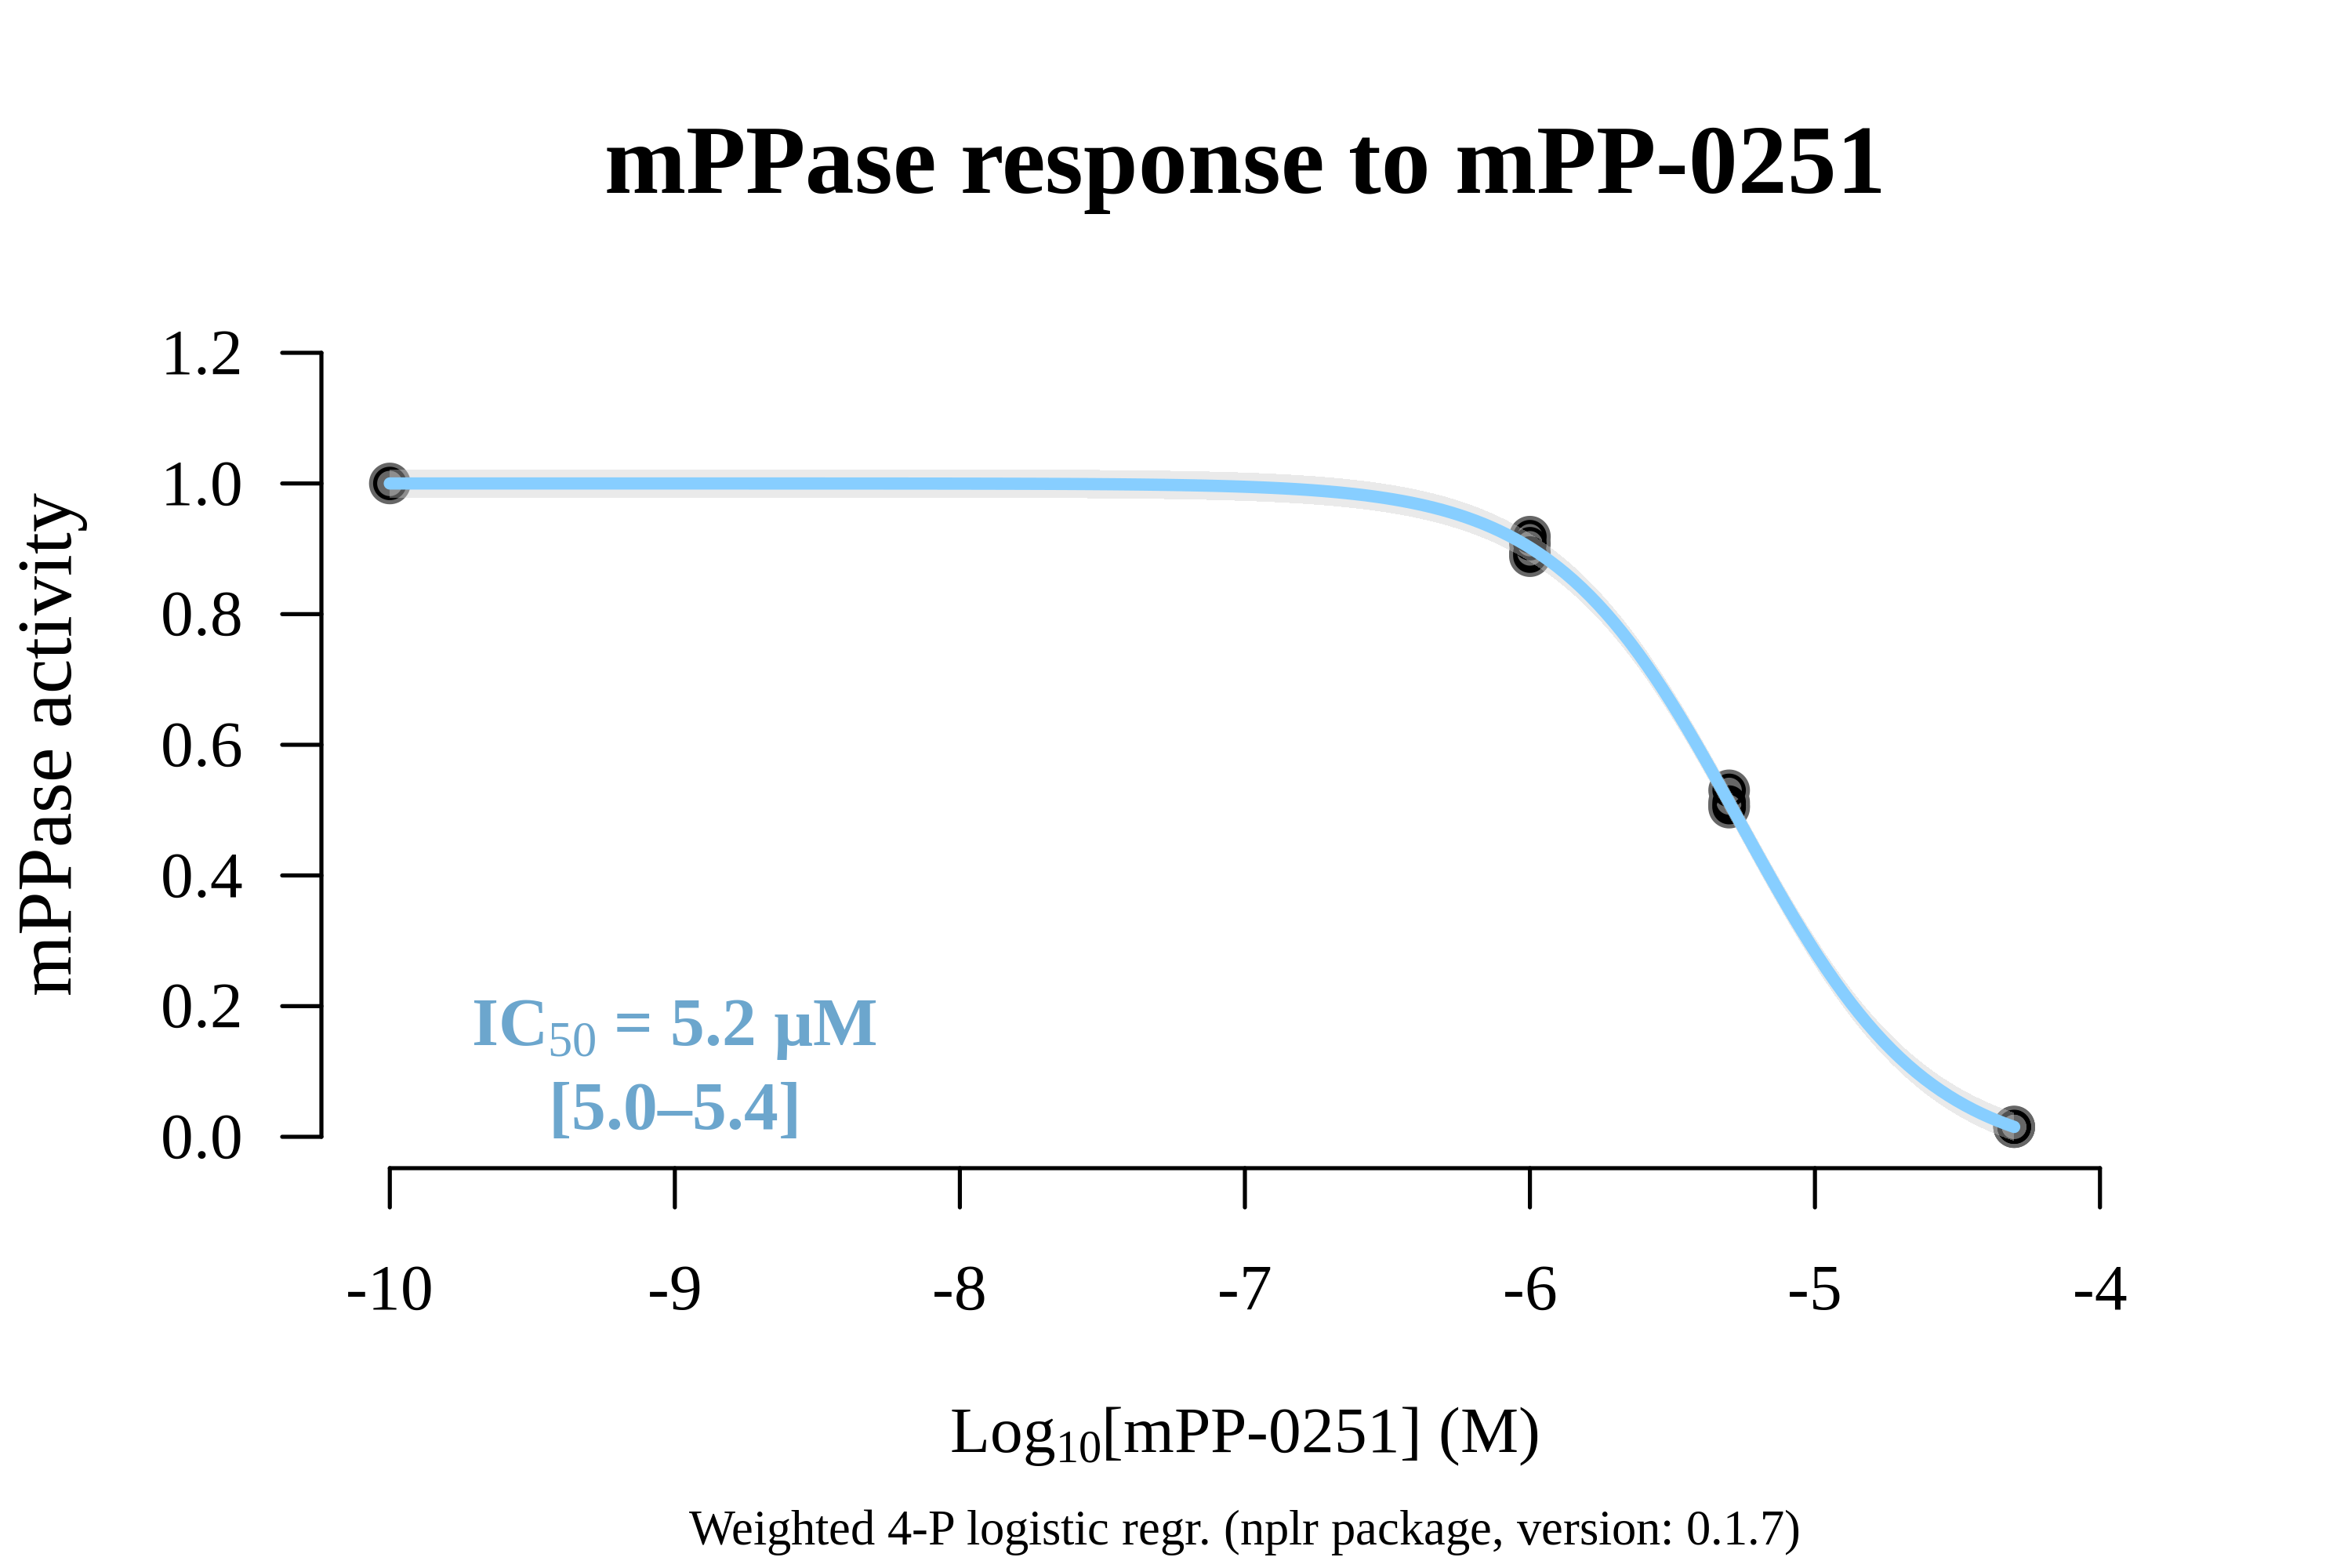 mPPase response to mPP-0251
mPPase activity
1.2
1.0
0.8
0.6
0.4
0.2
0.0
IC50 = 5.2 µM
[5.0–5.4]
-10 -9 -8 -7 -6 -5 -4
Log10[mPP-0251] (M)
Weighted 4-P logistic regr. (nplr package, version: 0.1.7)